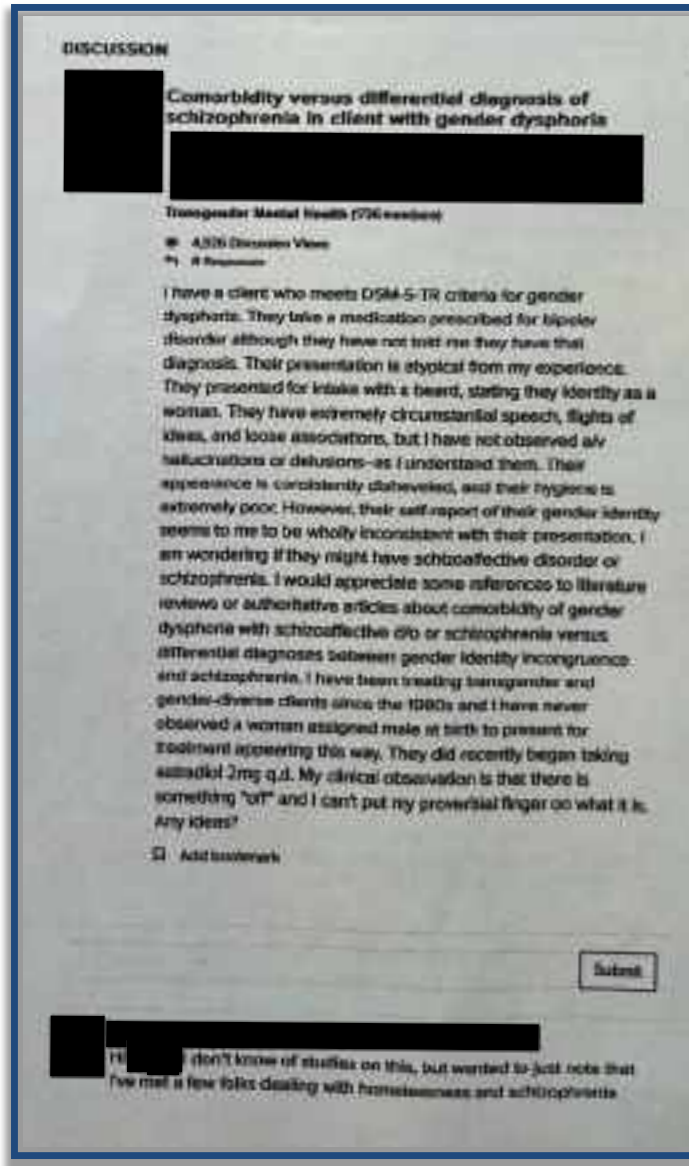 DISCUSSION
Comorbidity versus differential diagnosis of
schizophrenia in client with gender dysphoria
Transgender Mental Health (736 members)
Discussion Views
Responses
I have a client who meets DSM-5-TR criteria for gender
dysphoria. They take a medication prescribed for bipolar
disorder although they have not told me they have that
diagnosis. Their presentation is atypical from my experience.
They presented for intake with a beard, stating they identify as a
woman. They have extremely circumstantial speech, flights of
ideas, and loose associations, but I have not observed a/v
hallucinations or delusions-as I understand them. Their
appearance is consistently disheveled, and their hygiene is
extremely poor. However, their self-report of their gender identity
seems to me to be wholly inconsistent with their presentation. I
am wondering if they might have schizoaffective disorder or
schizophrenia. I would appreciate some references to literature
reviews or authoritative articles about comorbidity of gender
dysphoria with schizoaffective d/o or schizophrenia versus
differential diagnoses between gender identity incongruence
and schizophrenia. I have been treating transgender and
gender-diverse clients since the 1980s and I have never
observed a woman assigned male at birth to present for
treatment appearing this way. They did recently began taking
estradiol 2mg q.d. My clinical observation is that there is
something "off" and I can't put my proverbial finger on what it is.
Any ideas?
Add bookmark
Submit
Hi I don't know of studies on this, but wanted to just note that
I've met a few folks dealing with homelessness and schizophrenia